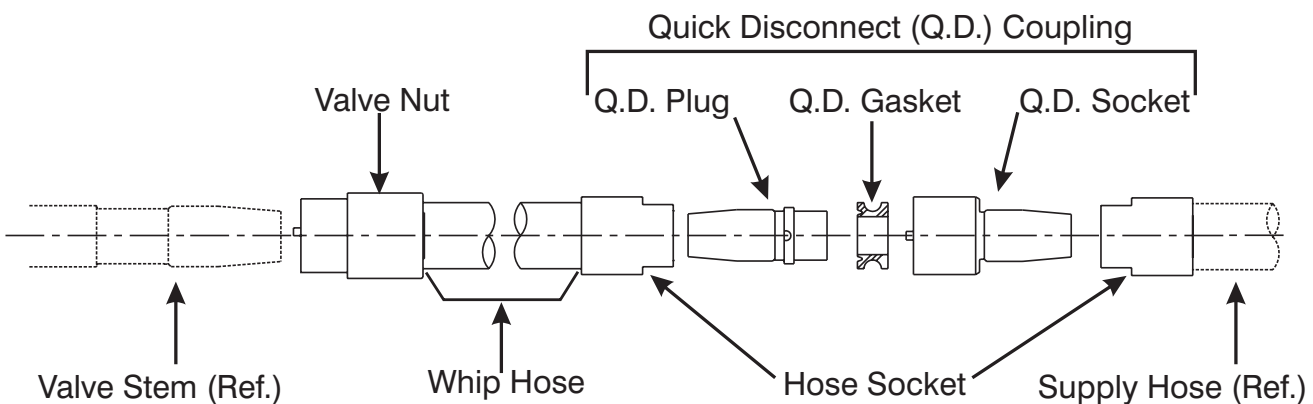 Quick Disconnect (Q.D.) Coupling
Valve Nut
Q.D. Plug
Q.D. Gasket
Q.D. Socket
Valve Stem (Ref.)
Whip Hose
Hose Socket
Supply Hose (Ref.)